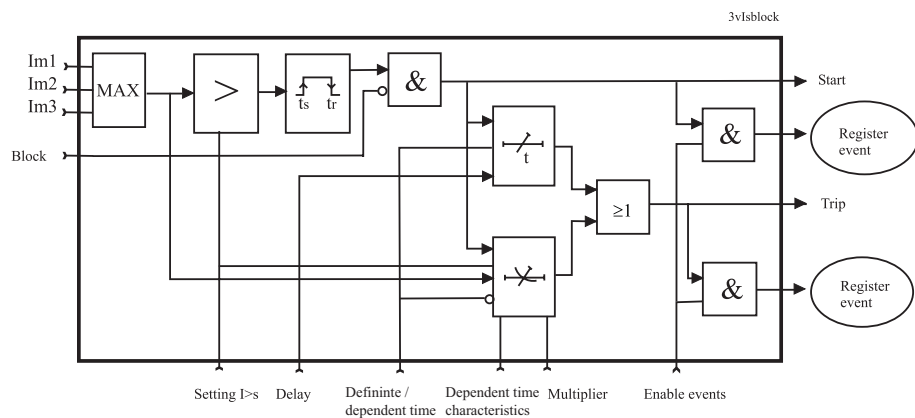 3vIsblock
Im1
Im2
Im3
MAX
>
ts tr
&
Start
Block
t
&
Register
event
≥1
Trip
&
Register
event
Setting I>s
Delay
Defininte /
dependent time
Dependent time
characteristics
Multiplier
Enable events